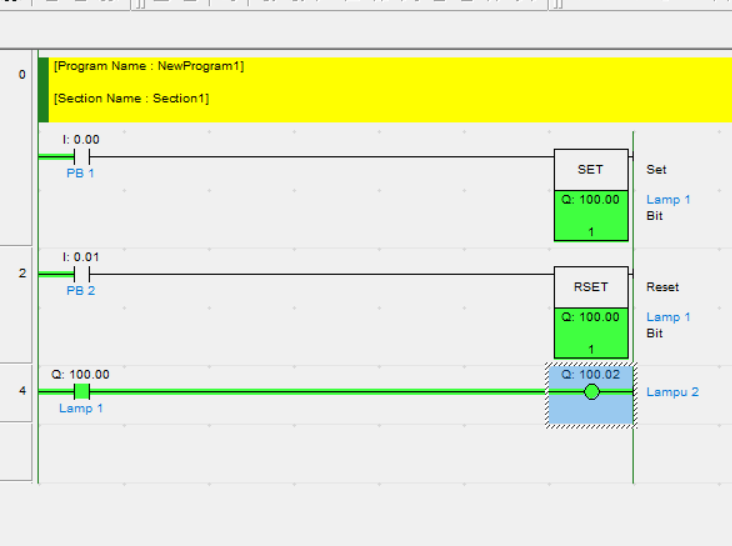 0
[Program Name : NewProgram1]
[Section Name : Section1]
I: 0.00
PB 1
SET
Set
Q: 100.00
Lamp 1
Bit
1
2
I: 0.01
PB 2
RSET
Reset
Q: 100.00
Lamp 1
Bit
1
4
Q: 100.00
Lamp 1
Q: 100.02
Lampu 2